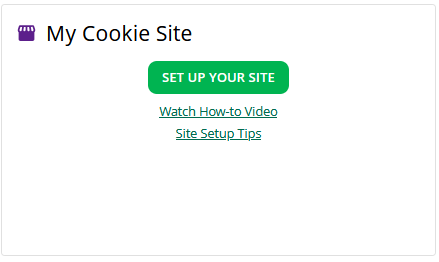 My Cookie Site
SET UP YOUR SITE
Watch How-to Video
Site Setup Tips